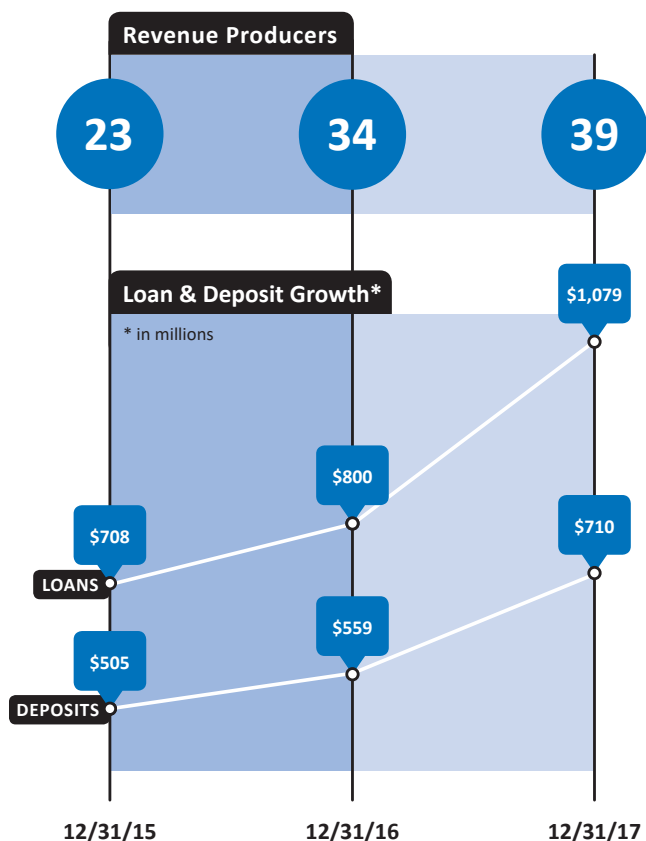 Revenue Producers
23
34
39
Loan & Deposit Growth*
* in millions
$1,079
$800
$710
$708
LOANS
$559
$505
DEPOSITS
12/31/15
12/31/16
12/31/17